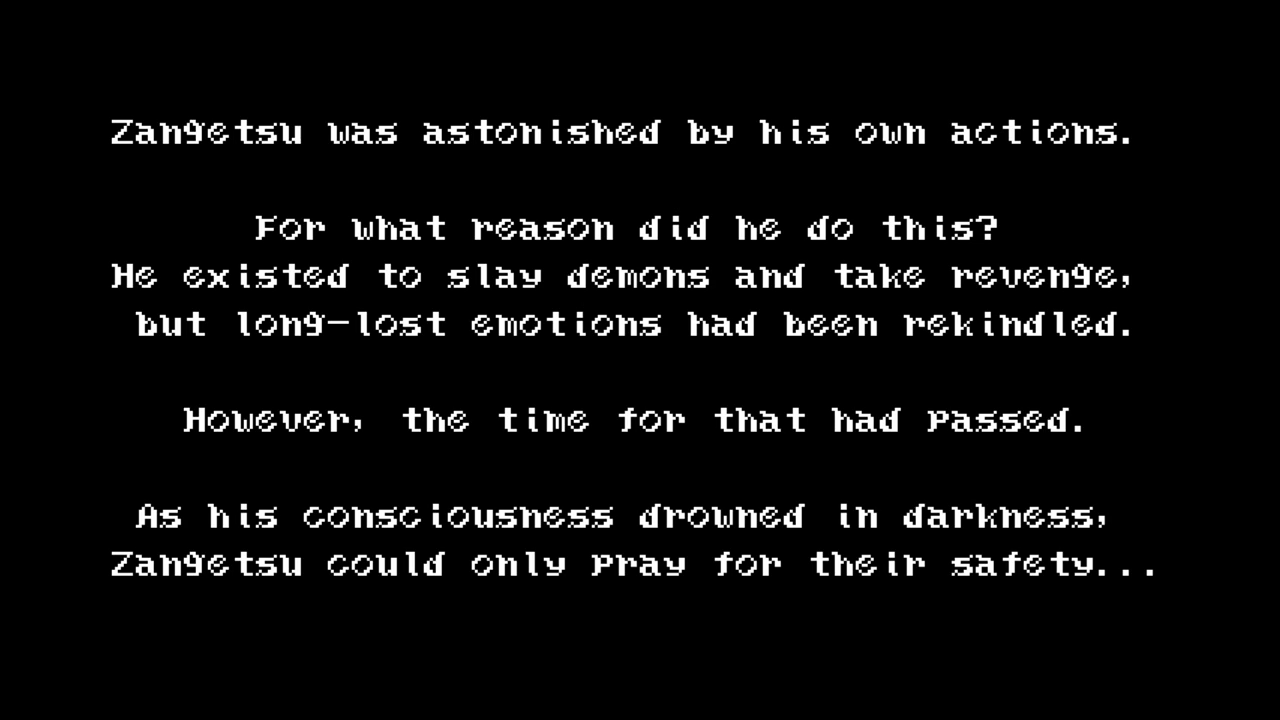 Zangetsu was astonished by his own actions.
For what reason did he do this?
He existed to slay demons and take revenge,
but long-lost emotions had been rekindled.
However, the time for that had passed.
As his consciousness drowned in darkness,
Zangetsu could only pray for their safety...